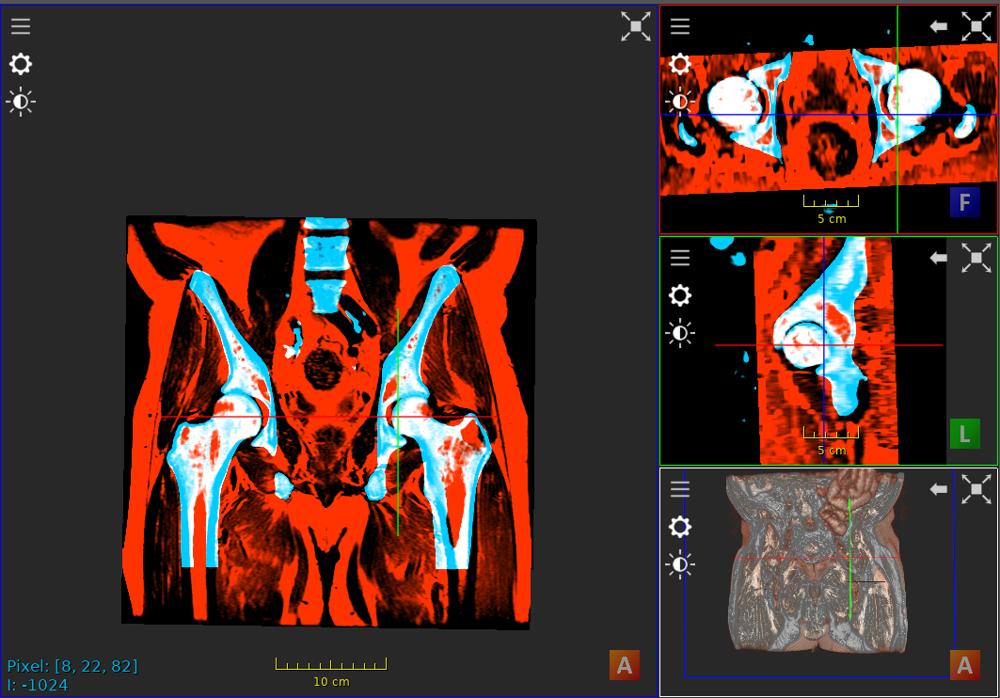 F
5 cm
L
5 cm
A
Pixel: [8, 22, 82]
I: -1024
10 cm
A